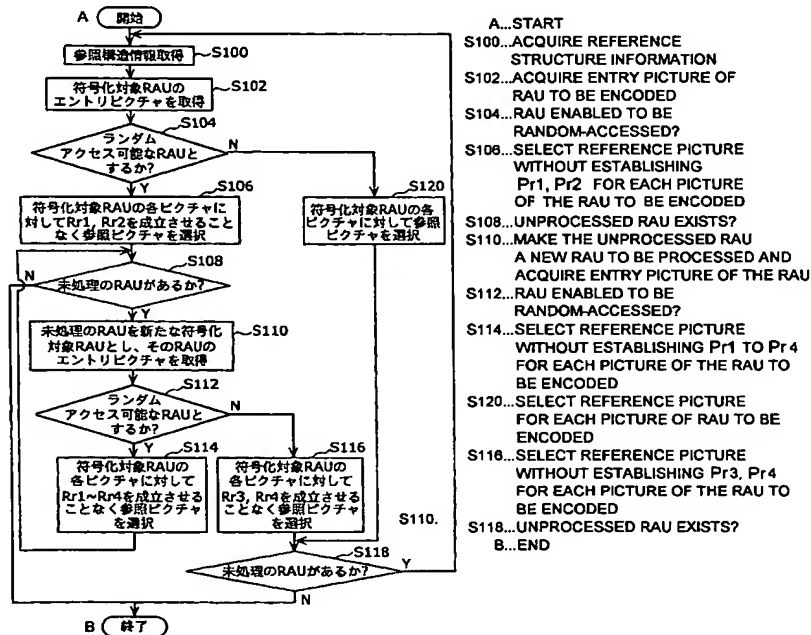 A 開始
参照構造情報取得 S100
符号化対象RAUの
エントリピクチャを取得
S102
S104
ランダム
アクセス可能なRAUと
するか?
N
Y
S106
符号化対象RAUの各ピクチャに
対してRr1, Rr2を成立させること
なく参照ピクチャを選択
S120
符号化対象RAUの各
ピクチャに対して参照
ピクチャを選択
S108
N
未処理のRAUがあるか?
Y
S110
未処理のRAUを新たな符号化
対象RAUとし、そのRAUの
エントリピクチャを取得
S112
ランダム
アクセス可能なRAUと
するか?
N
Y
S114
符号化対象RAUの
各ピクチャに対して
Rr1~Rr4を成立させる
ことなく参照ピクチャ
を選択
S116
符号化対象RAUの
各ピクチャに対して
Rr3, Rr4を成立させる
ことなく参照ピクチャ
を選択
S110.
S118
未処理のRAUがあるか?
Y
N
B 終了
A...START
S100...ACQUIRE REFERENCE
STRUCTURE INFORMATION
S102...ACQUIRE ENTRY PICTURE OF
RAU TO BE ENCODED
S104...RAU ENABLED TO BE
RANDOM-ACCESSED?
S106...SELECT REFERENCE PICTURE
WITHOUT ESTABLISHING
Pr1, Pr2 FOR EACH PICTURE
OF THE RAU TO BE ENCODED
S108...UNPROCESSED RAU EXISTS?
S110...MAKE THE UNPROCESSED RAU
A NEW RAU TO BE PROCESSED AND
ACQUIRE ENTRY PICTURE OF THE RAU
S112...RAU ENABLED TO BE
RANDOM-ACCESSED?
S114...SELECT REFERENCE PICTURE
WITHOUT ESTABLISHING Pr1 TO Pr4
FOR EACH PICTURE OF THE RAU TO
BE ENCODED
S120...SELECT REFERENCE PICTURE
FOR EACH PICTURE OF RAU TO BE
ENCODED
S116...SELECT REFERENCE PICTURE
WITHOUT ESTABLISHING Pr3, Pr4
FOR EACH PICTURE OF THE RAU TO
BE ENCODED
S118...UNPROCESSED RAU EXISTS?
B...END